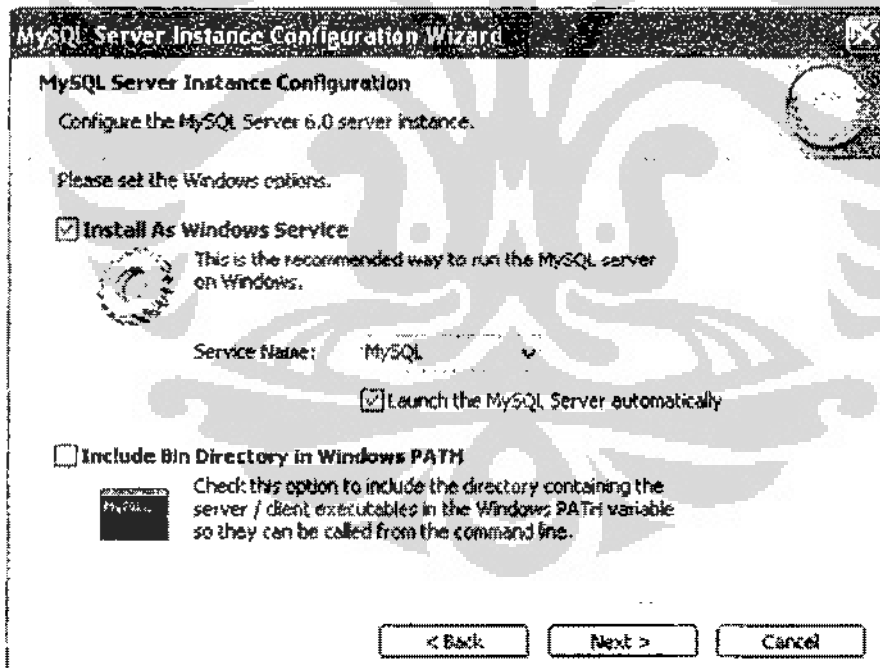 MySQL Server Instance Configuration Wizard
MySQL Server Instance Configuration
Configure the MySQL Server 6.0 server instance.
Please set the Windows options.
Install As Windows Service
This is the recommended way to run the MySQL server
on Windows.
Service Name: MySQL
Launch the MySQL Server automatically
Include Bin Directory in Windows PATH
Check this option to include the directory containing the
server / client executables in the Windows PATH variable
so they can be called from the command line.
< Back Next > Cancel